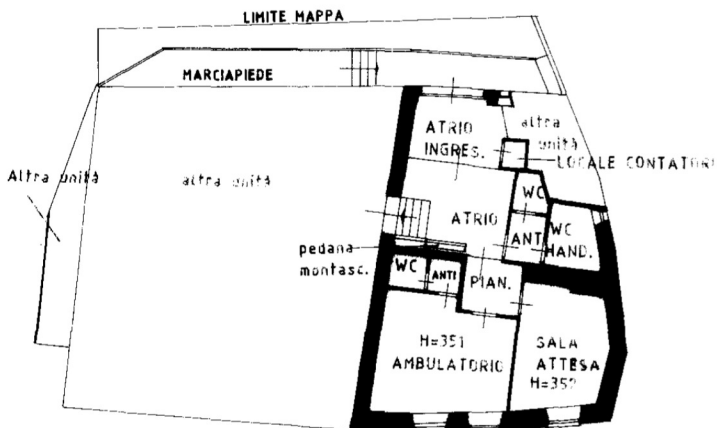 LIMITE MAPPA
MARCIAPIEDE
ATRIO
INGRES.
altra
unità
LOCALE CONTATORI
Altra unità
altra unità
WC
ATRIO
ANTI
WC
HAND.
pedana
montasc.
WC
ANTI
PIAN.
H=351
AMBULATORIO
SALA
ATTESA
H=352